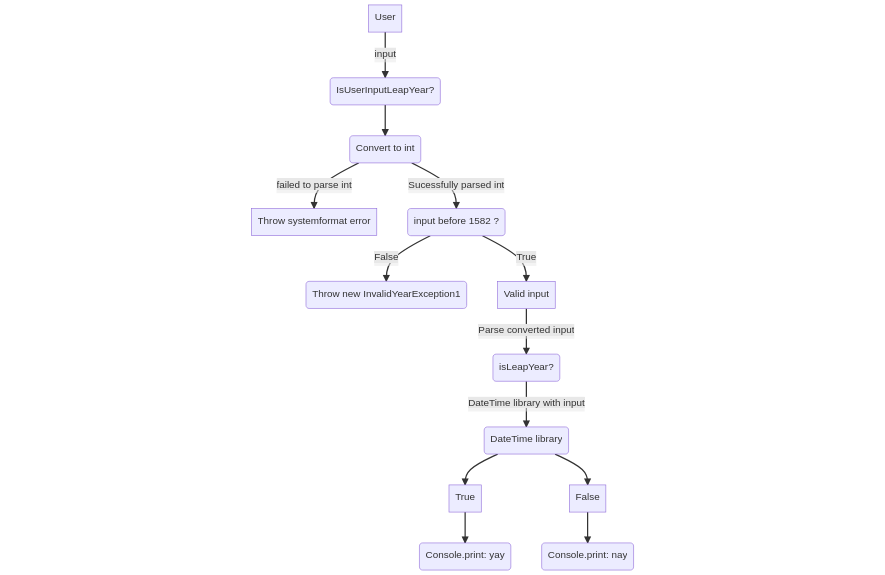 User
input
IsUserInputLeapYear?
Convert to int
failed to parse int
Sucessfully parsed int
Throw systemformat error
input before 1582 ?
False
True
Throw new InvalidYearException1
Valid input
Parse converted input
isLeapYear?
DateTime library with input
DateTime library
True
False
Console.print: yay
Console.print: nay